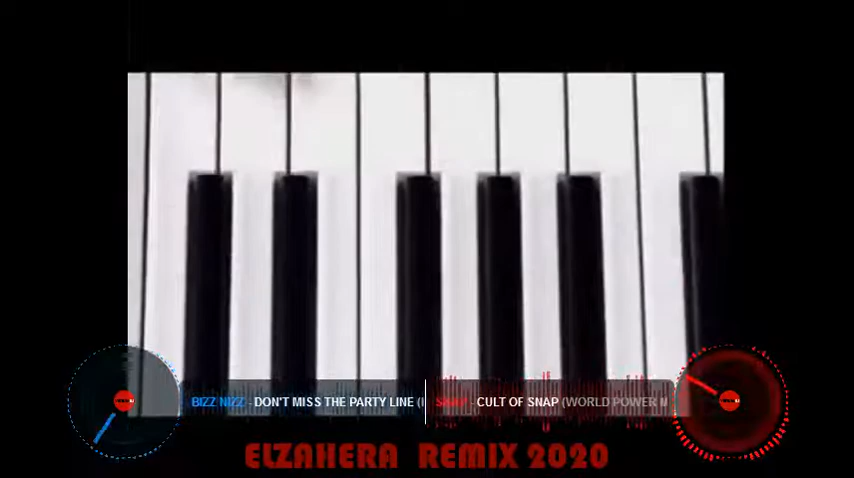 BIZZ NIZZ - DON'T MISS THE PARTY LINE (
SNAP - CULT OF SNAP (WORLD POWER M
ELZAHERA REMIX 2020